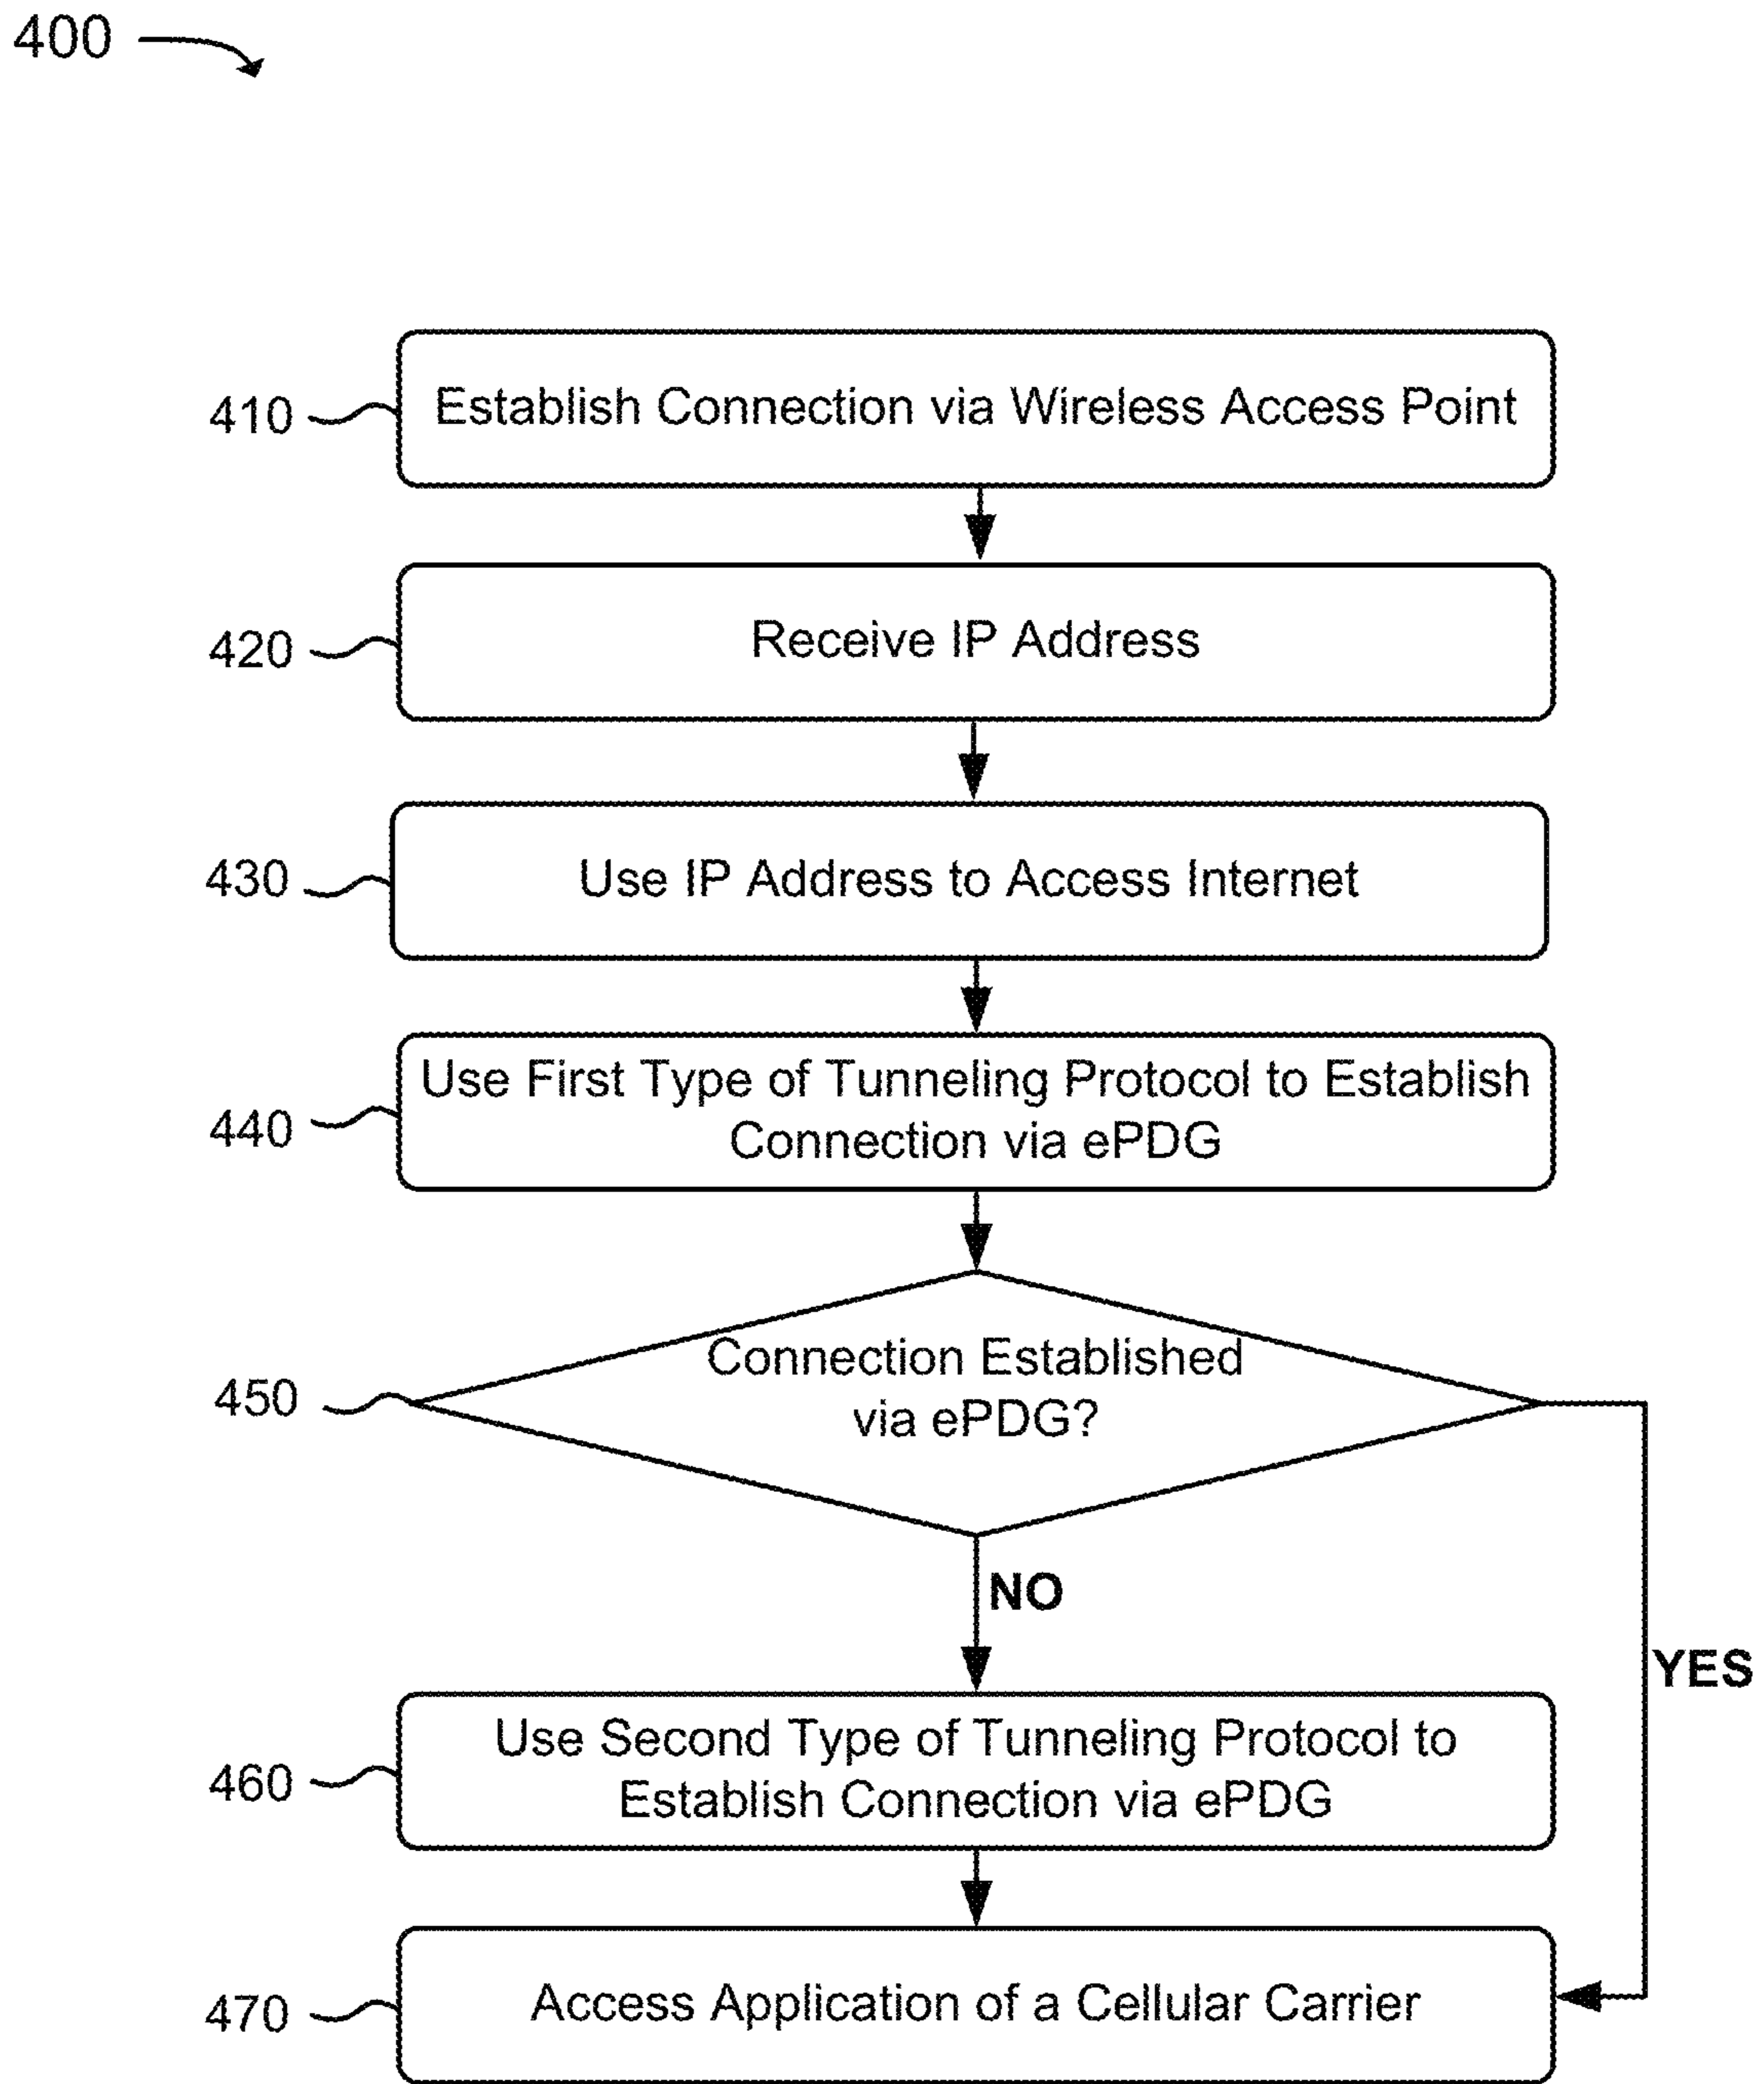 400
410
Establish Connection via Wireless Access Point
420
Receive IP Address
430
Use IP Address to Access Internet
440
Use First Type of Tunneling Protocol to Establish
Connection via ePDG
450
Connection Established
via ePDG?
NO
YES
460
Use Second Type of Tunneling Protocol to
Establish Connection via ePDG
470
Access Application of a Cellular Carrier